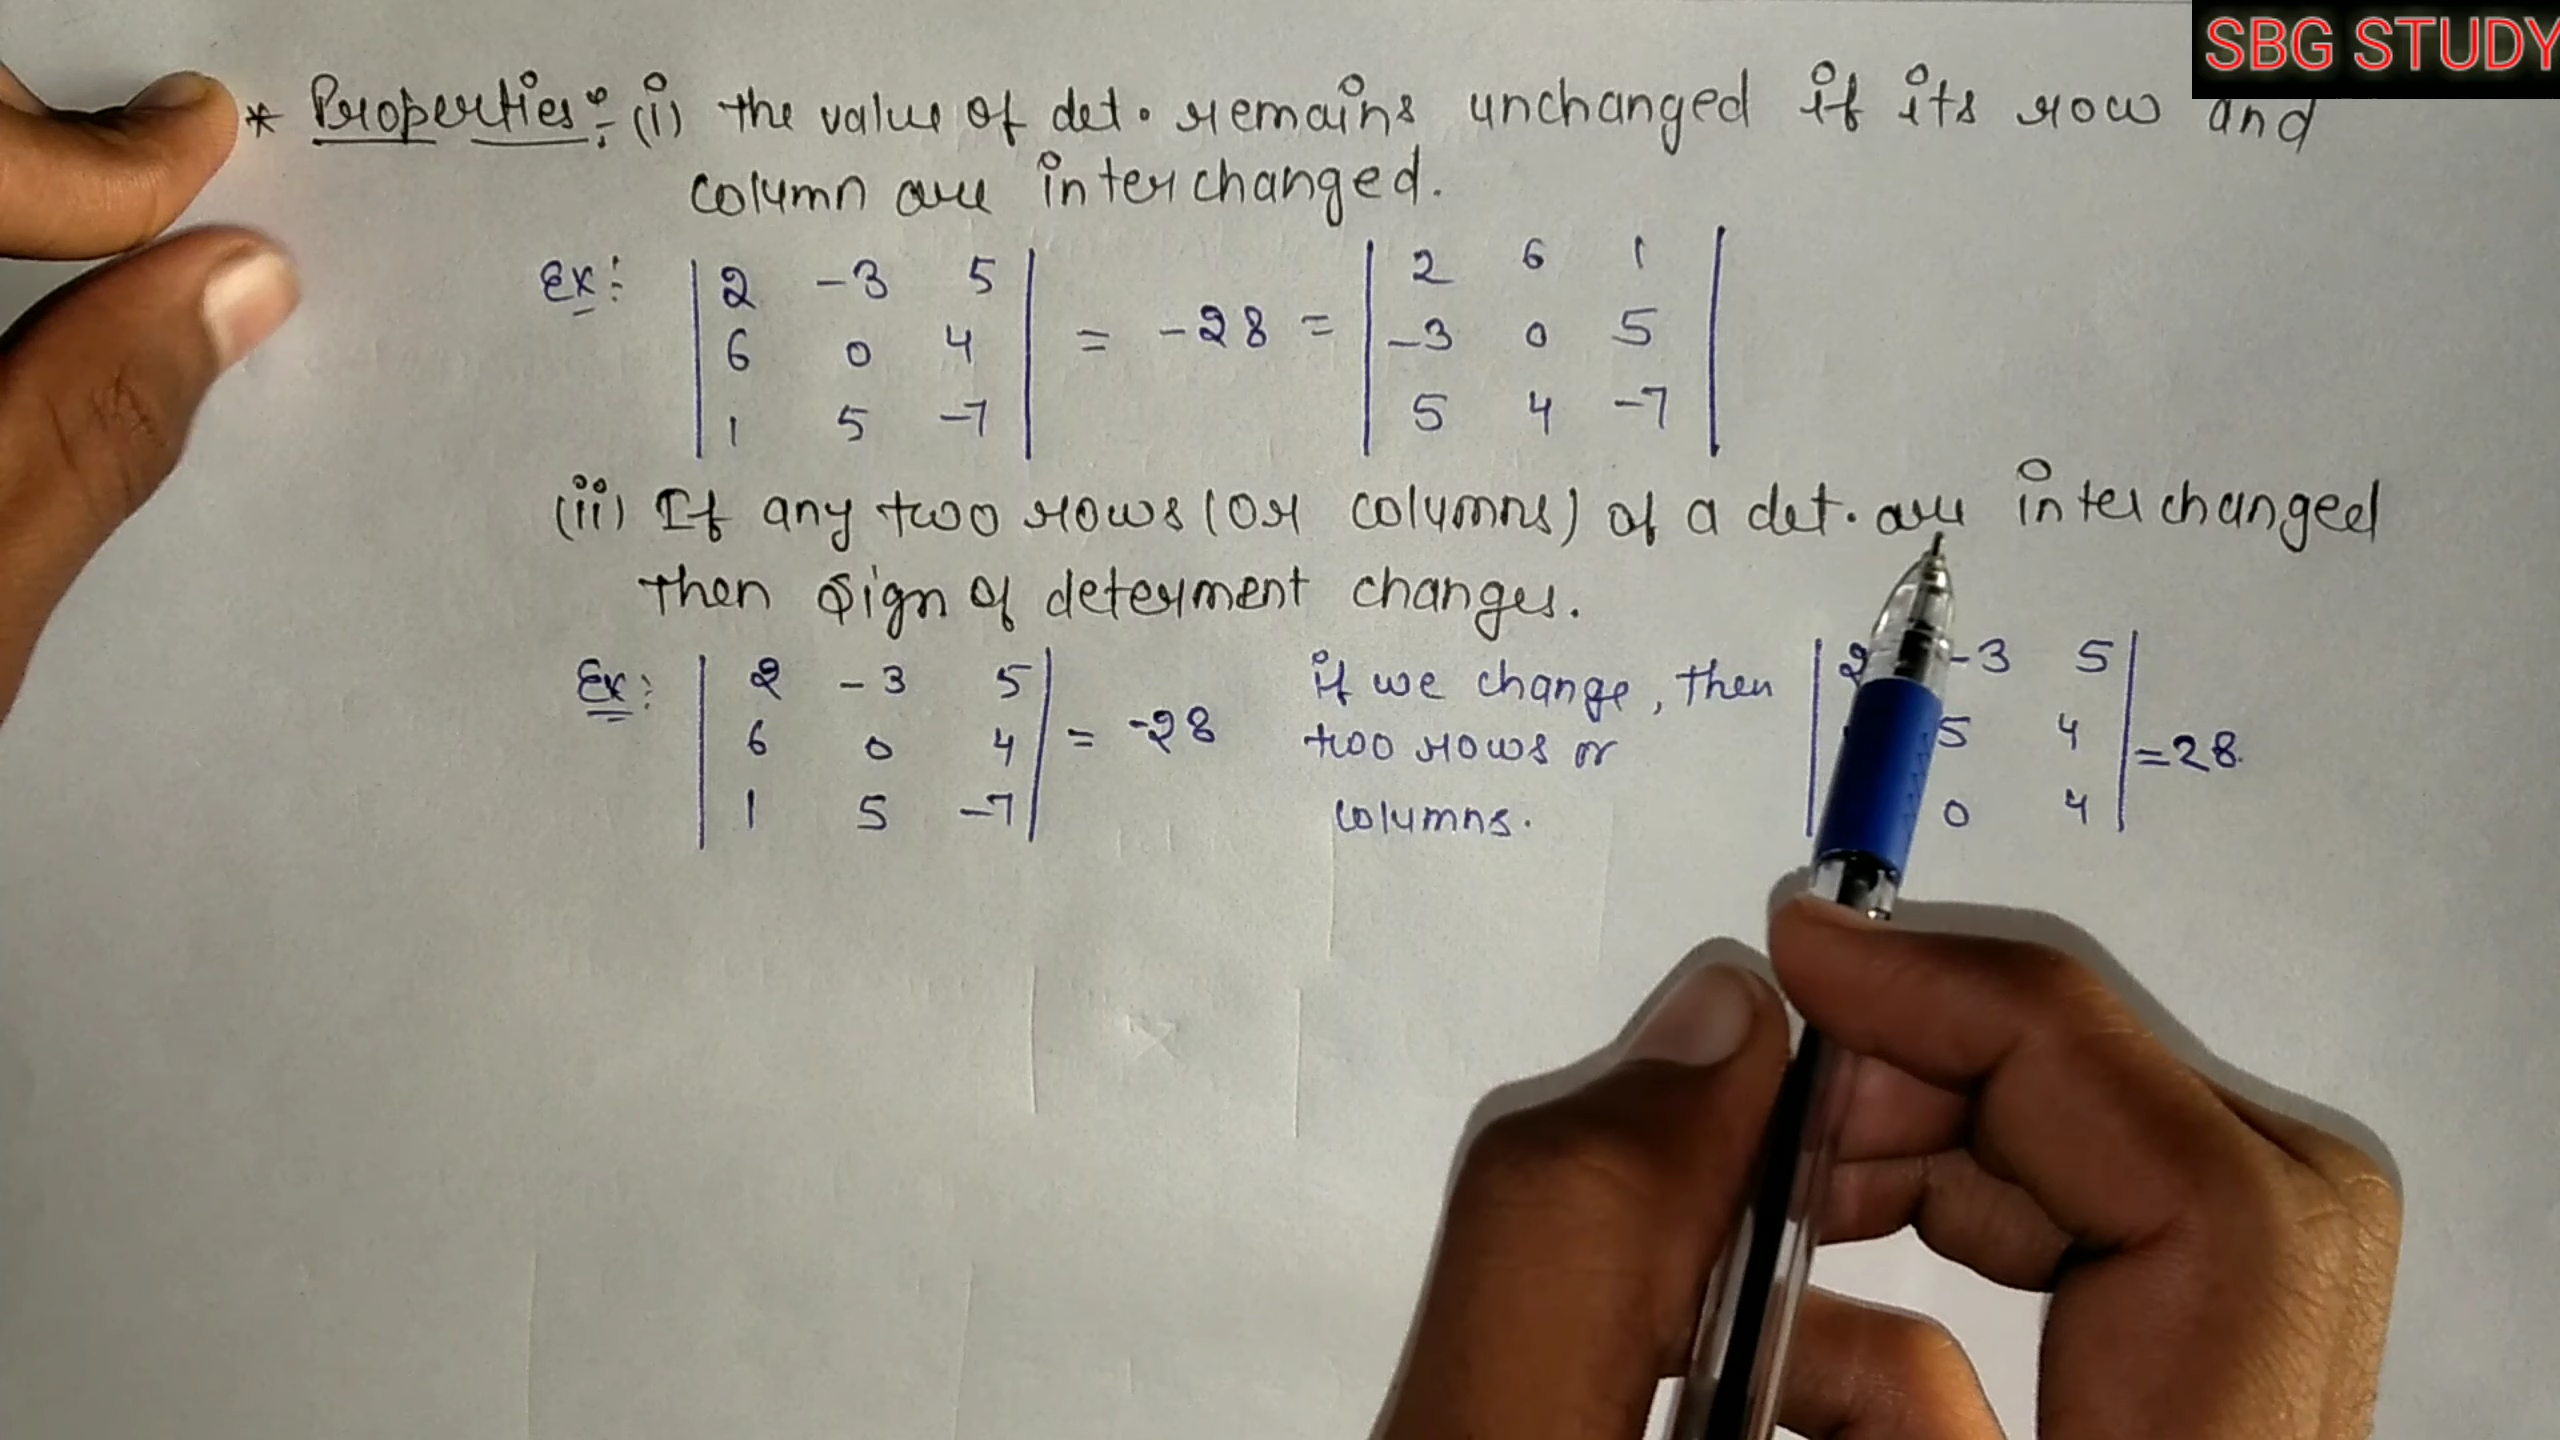 SBG STUDY
* Properties :- (i) the value of det. remains unchanged if its row and
column are interchanged.
Ex:- | 2 -3 5 | = -28 = | 2 6 1 |
| 6 0 4 | | -3 0 5 |
| 1 5 -7 | | 5 4 -7 |
(ii) If any two rows (or columns) of a det. are interchanged
then sign of determent changes.
Ex: | 2 -3 5 | = -28 if we change, then | 2 -3 5 | = 28.
| 6 0 4 | two rows or | 5 4 |
| 1 5 -7 | columns. | 0 4 |